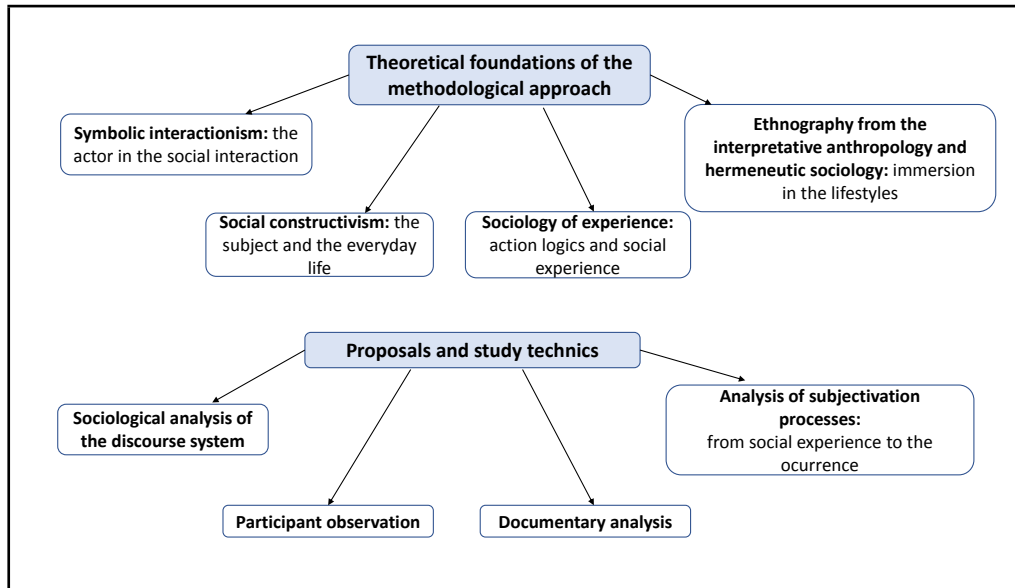 Theoretical foundations of the
methodological approach
Symbolic interactionism: the
actor in the social interaction
Ethnography from the
interpretative anthropology and
hermeneutic sociology: immersion
in the lifestyles
Social constructivism: the
subject and the everyday
life
Sociology of experience:
action logics and social
experience
Proposals and study technics
Sociological analysis of
the discourse system
Analysis of subjectivation
processes:
from social experience to the
ocurrence
Participant observation
Documentary analysis